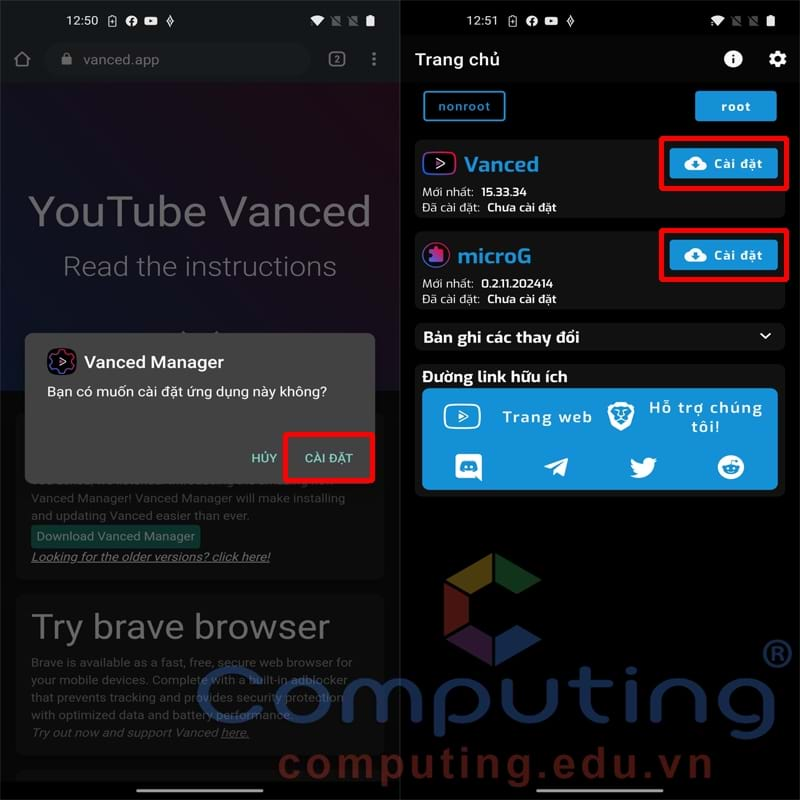 12:50
vanced.app
2
YouTube Vanced
Read the instructions
Vanced Manager
Bạn có muốn cài đặt ứng dụng này không?
HỦY
CÀI ĐẶT
Vanced Manager! Vanced Manager will make installing
and updating Vanced easier than ever.
Download Vanced Manager
Looking for the older versions? click here!
Try brave browser
Brave is available as a fast, free, secure web browser for
your mobile devices. Complete with a built-in adblocker
that prevents tracking and provides security protection
with optimized data and battery performance.
Try out now and support Vanced here.
12:51
Trang chủ
nonroot
root
Vanced
Cài đặt
Mới nhất: 15.33.34
Đã cài đặt: Chưa cài đặt
microG
Cài đặt
Mới nhất: 0.2.11.202414
Đã cài đặt: Chưa cài đặt
Bản ghi các thay đổi
Đường link hữu ích
Trang web
Hỗ trợ chúng
tôi!
Computing®
computing.edu.vn